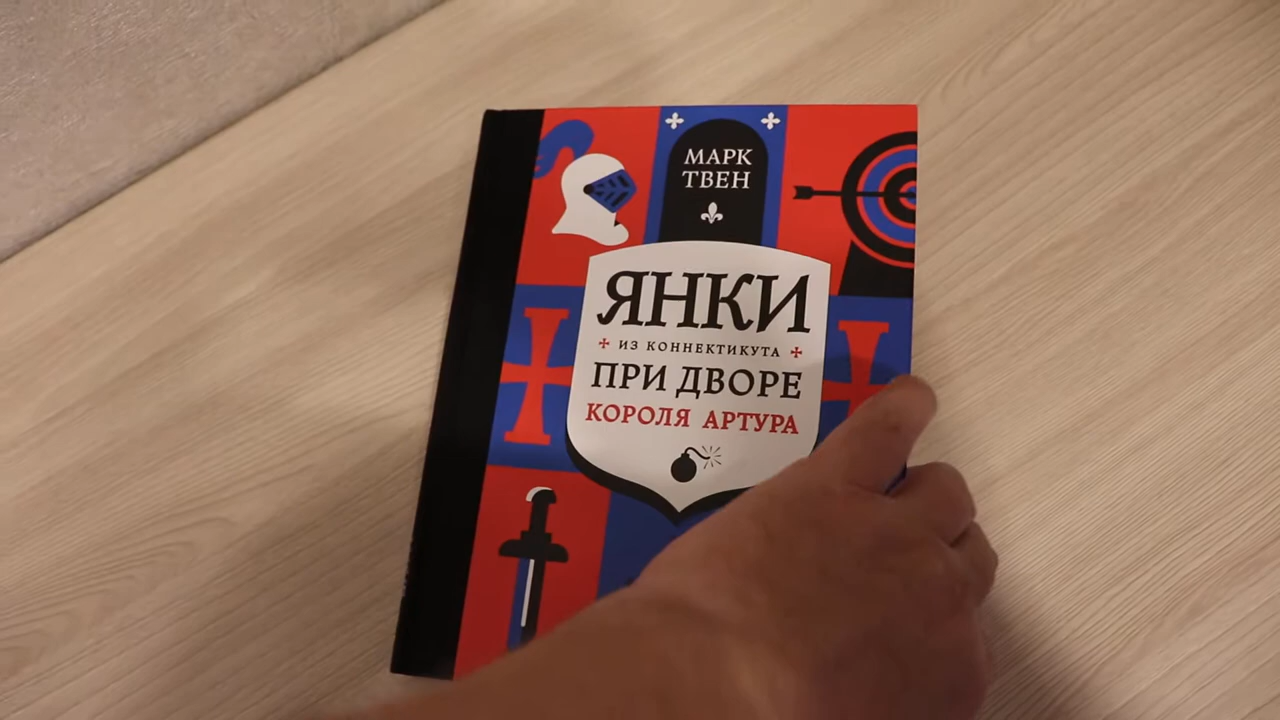 МАРК
ТВЕН
ЯНКИ
ИЗ КОННЕКТИКУТА
ПРИ ДВОРЕ
КОРОЛЯ АРТУРА